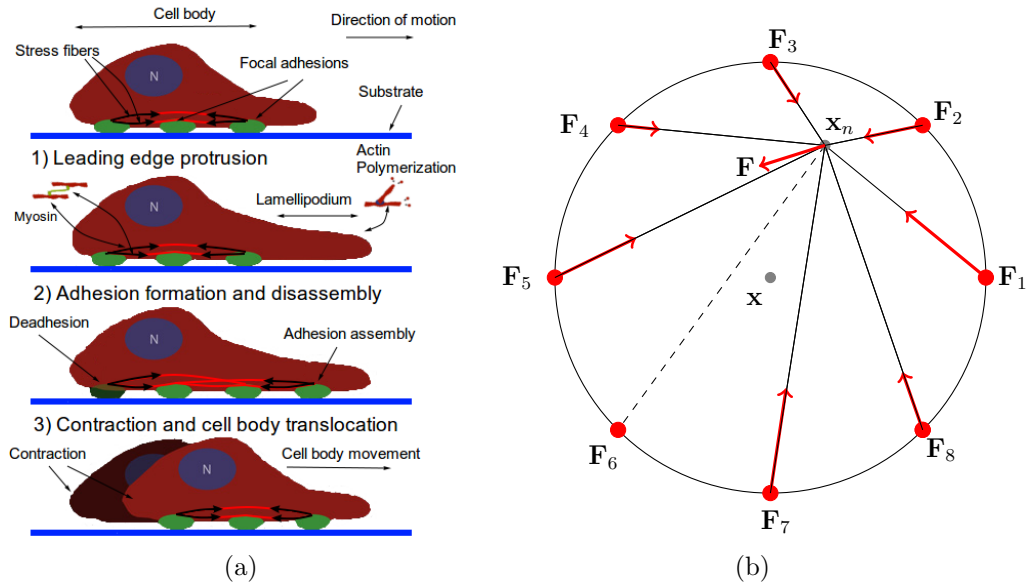 Cell body
Direction of motion
Stress fibers
Focal adhesions
N
Substrate
1) Leading edge protrusion
Actin
Polymerization
Lamellipodium
N
Myosin
2) Adhesion formation and disassembly
Deadhesion
N
Adhesion assembly
3) Contraction and cell body translocation
Contraction
N
Cell body movement
(a)
F3
F4
xn
F2
F
F5
x
F1
F6
F8
F7
(b)